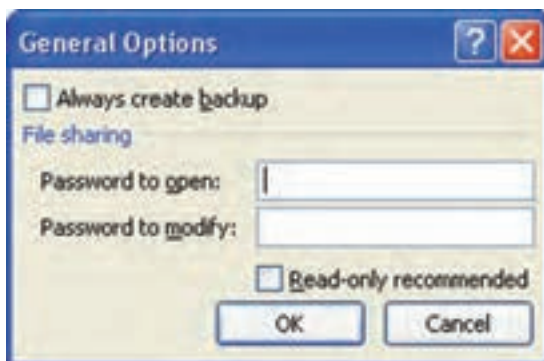 General Options
Always create backup
File sharing
Password to open:
Password to modify:
Read-only recommended
OK
Cancel